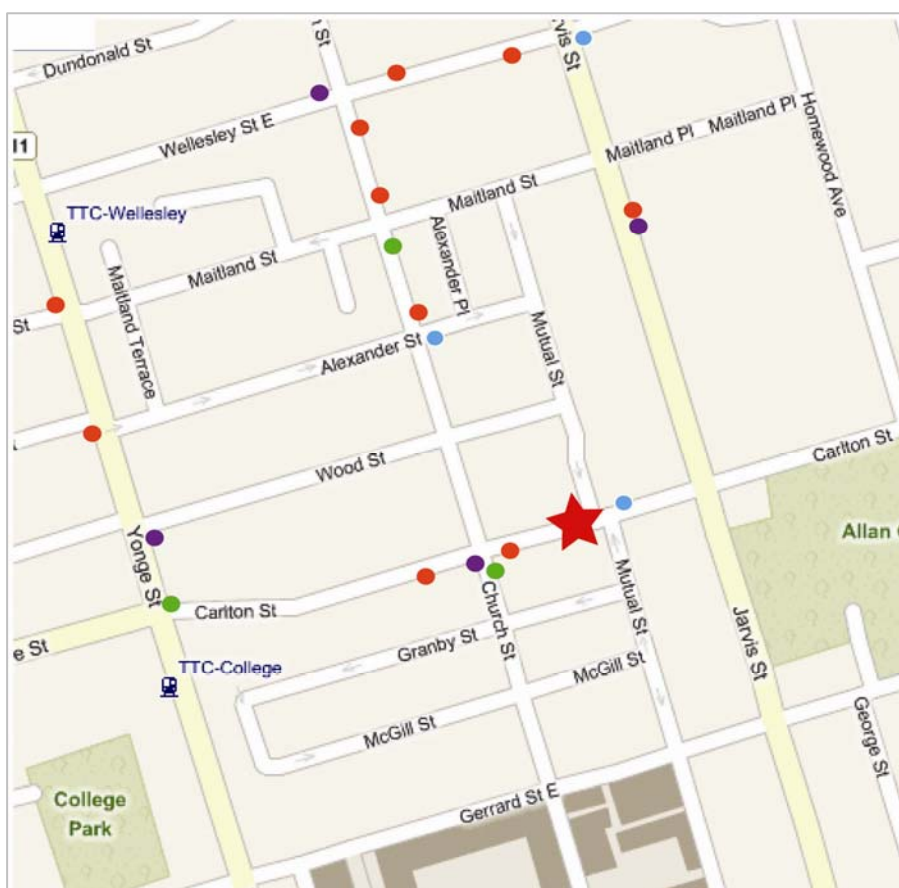 Dundonald St
n St
vis St
Wellesley St E
11
TTC-Wellesley
Maitland Pl
Maitland Pl
Homewood Ave
Maitland St
Alexander Pl
Maitland St
Maitland Terrace
St
Alexander St
Mutual St
Wood St
Carlton St
Yonge St
Allan
Carlton St
e St
Church St
Mutual St
Granby St
Jarvis St
TTC-College
McGill St
McGill St
George St
College
Park
Gerrard St E